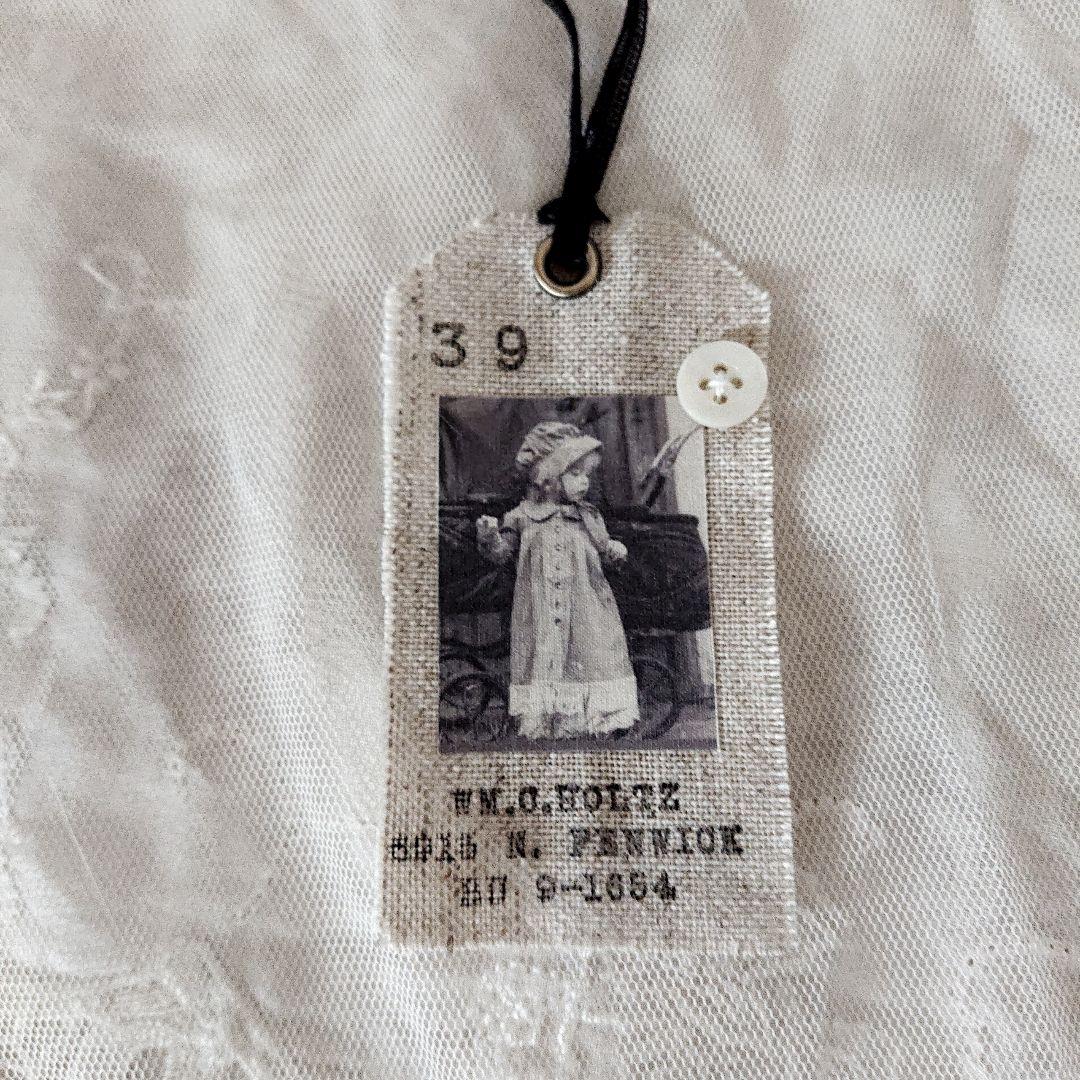 39
WM.C.HOLTZ
N. FENWICK
9-1654